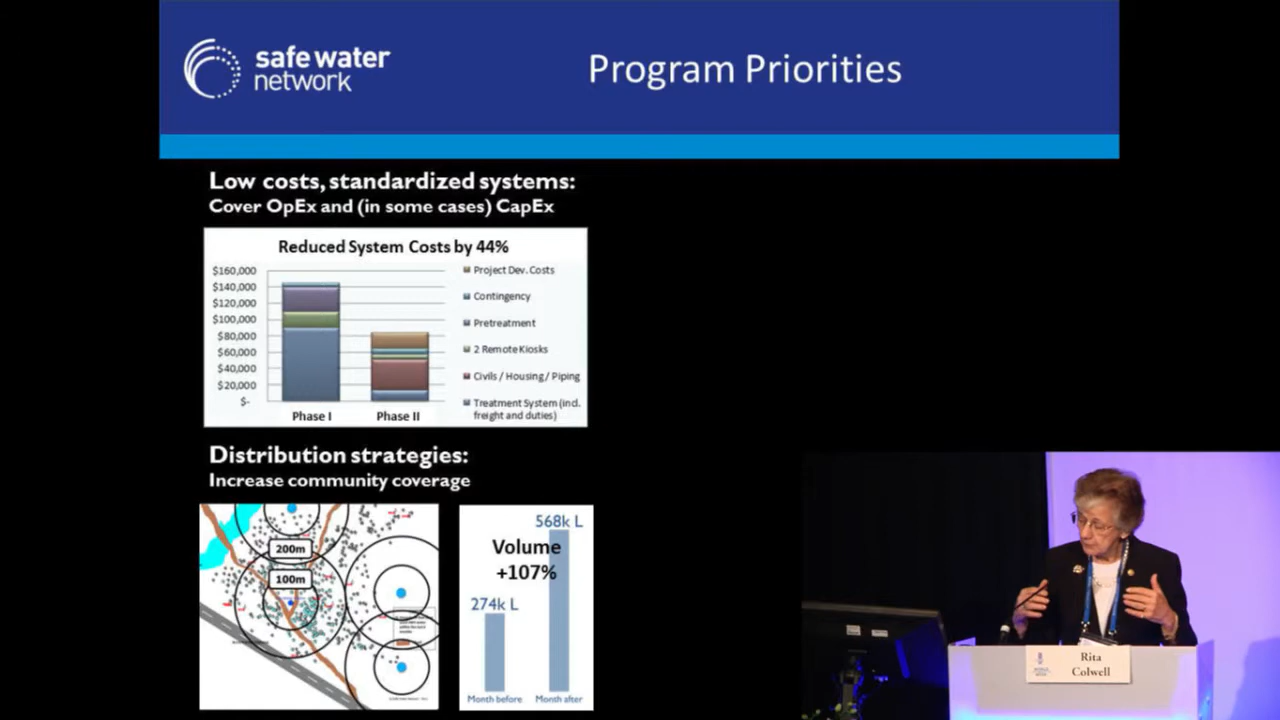 safe water
network
Program Priorities
Low costs, standardized systems:
Cover OpEx and (in some cases) CapEx
Reduced System Costs by 44%
$160,000
$140,000
$120,000
$100,000
$80,000
$60,000
$40,000
$20,000
$-
Phase I
Phase II
Project Dev. Costs
Contingency
Pretreatment
2 Remote Kiosks
Civils / Housing / Piping
Treatment System (incl.
freight and duties)
Distribution strategies:
Increase community coverage
200m
100m
568k L
Volume
+107%
274k L
Month before
Month after
Rita
Colwell